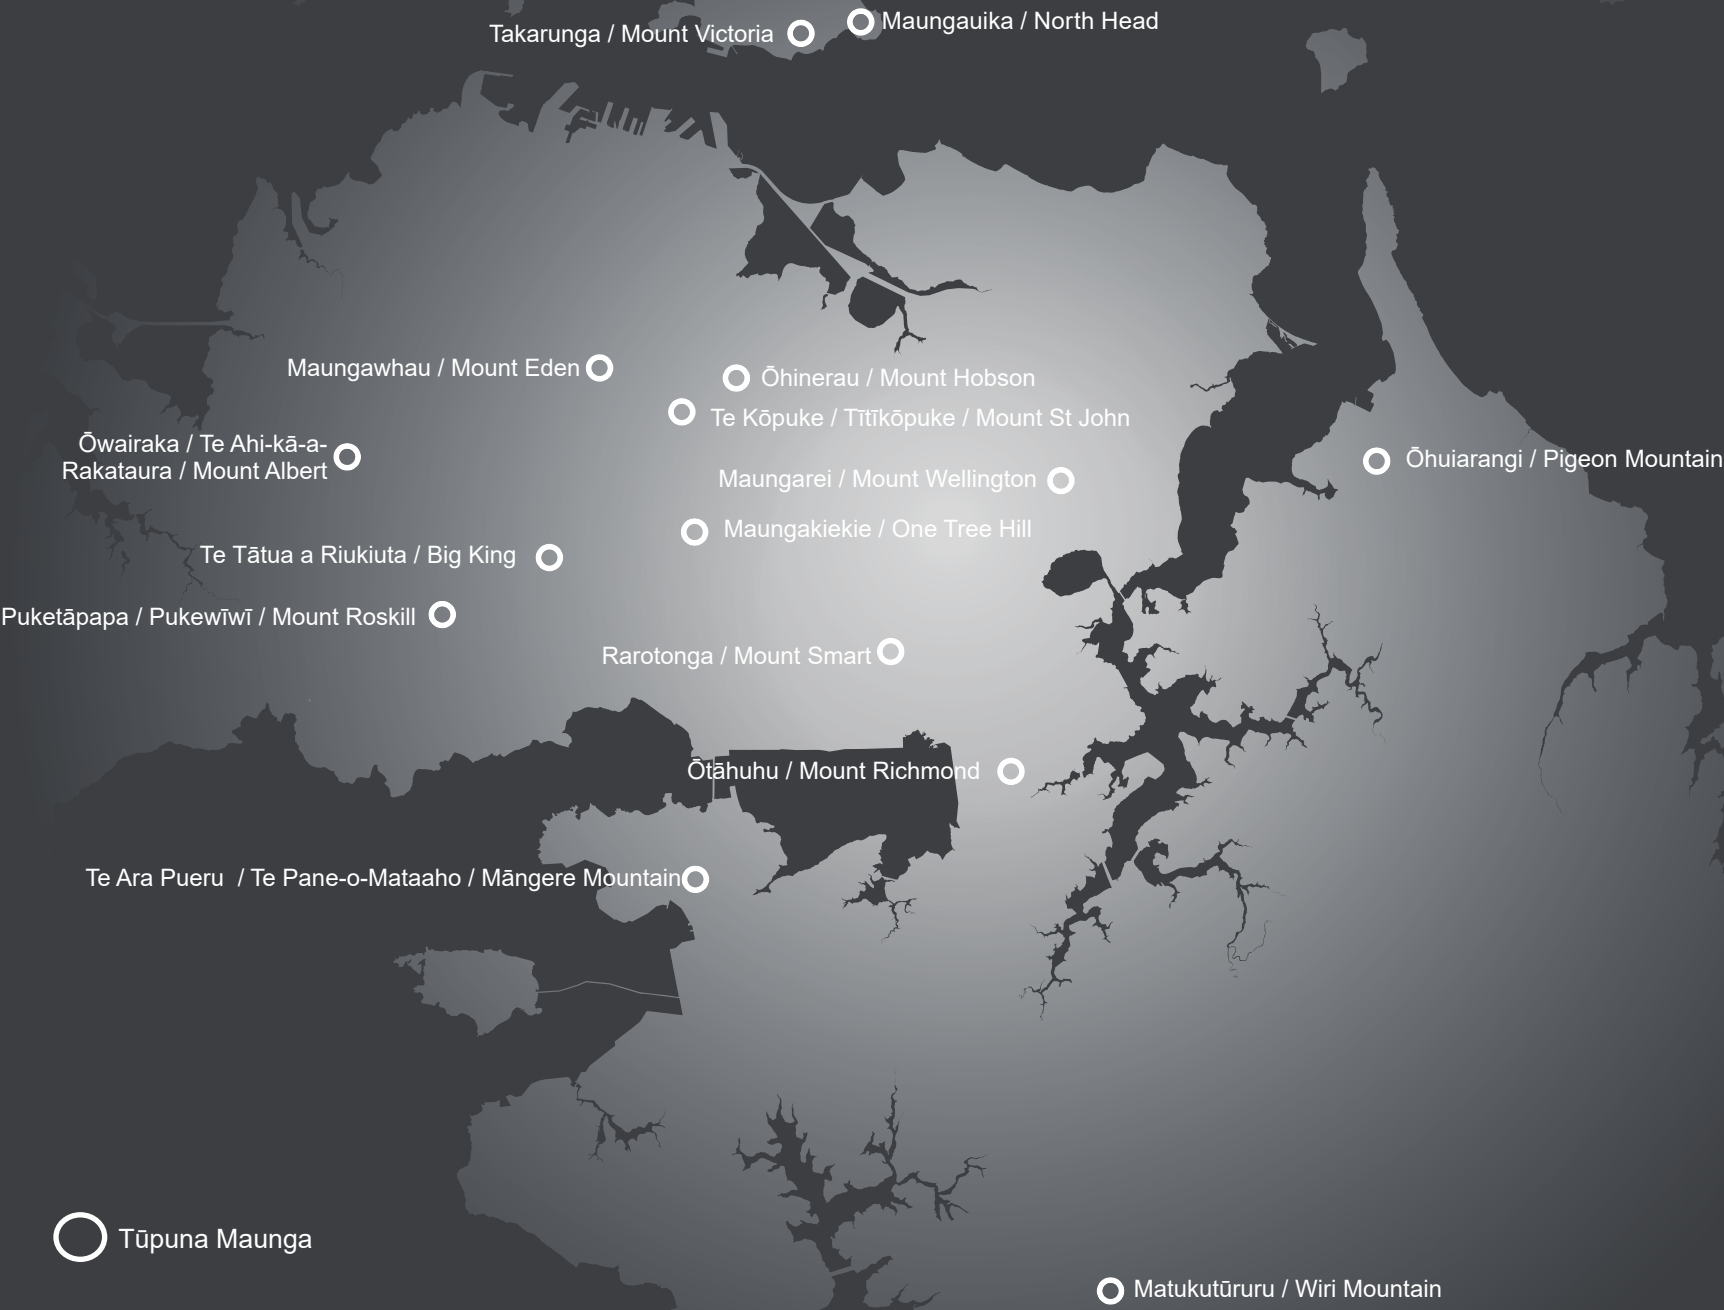 Takarunga / Mount Victoria
Maungauika / North Head
Maungawhau / Mount Eden
Ōhinerau / Mount Hobson
Te Kōpuke / Tītīkōpuke / Mount St John
Ōwairaka / Te Ahi-kā-a-
Rakataura / Mount Albert
Ōhuiarangi / Pigeon Mountain
Maungarei / Mount Wellington
Maungakiekie / One Tree Hill
Te Tātua a Riukiuta / Big King
Puketāpapa / Pukewīwī / Mount Roskill
Rarotonga / Mount Smart
Ōtāhuhu / Mount Richmond
Te Ara Pueru / Te Pane-o-Mataaho / Māngere Mountain
Tūpuna Maunga
Matukutūruru / Wiri Mountain